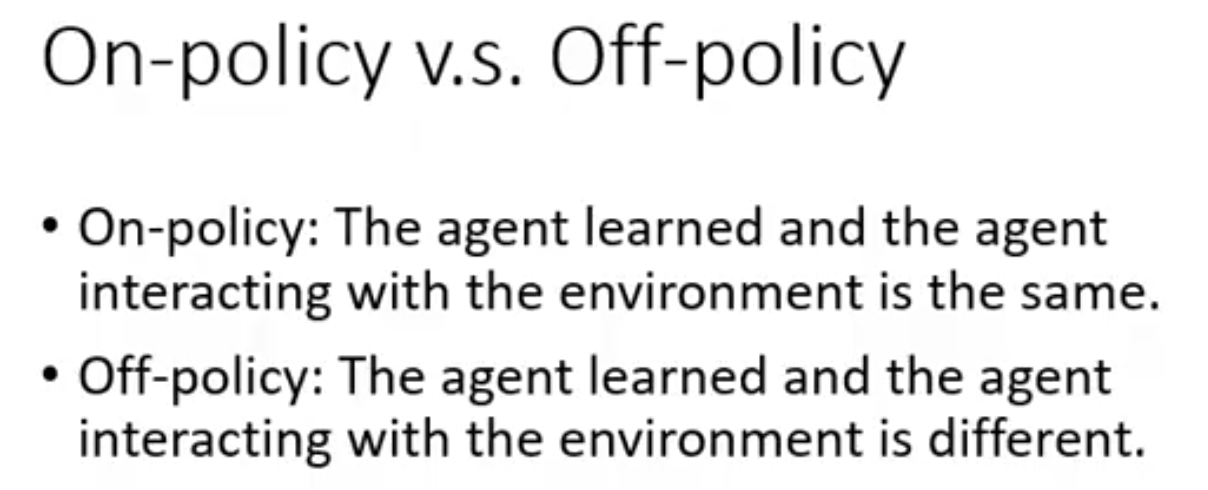 On-policy v.s. Off-policy
• On-policy: The agent learned and the agent
interacting with the environment is the same.
• Off-policy: The agent learned and the agent
interacting with the environment is different.